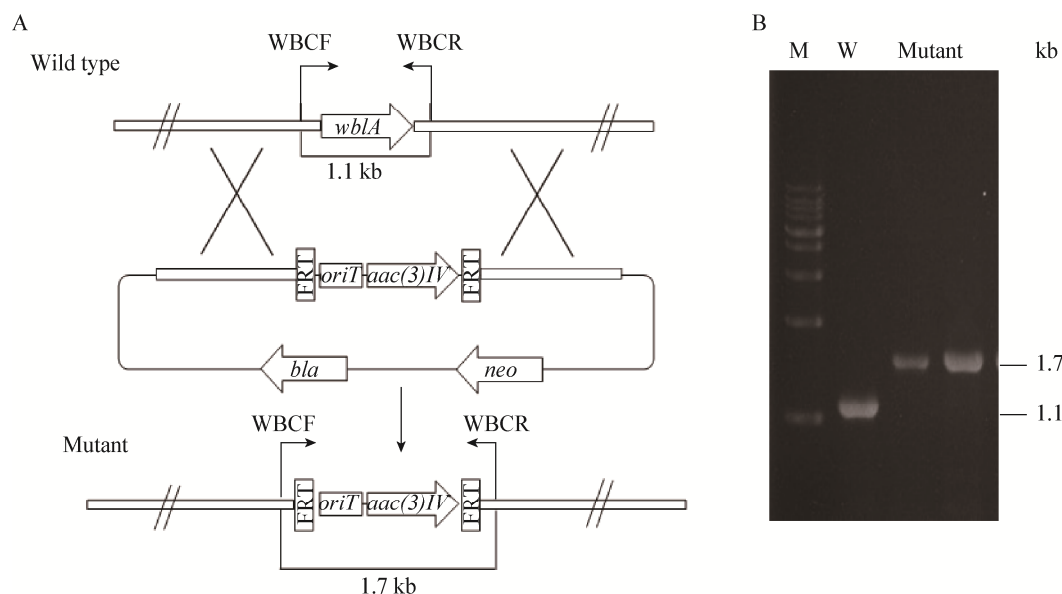 A
Wild type
WBCF
WBCR
wblA
1.1 kb
FRT
oriT
aac(3)IV
FRT
bla
neo
Mutant
WBCF
WBCR
FRT
oriT
aac(3)IV
FRT
1.7 kb
B
M W Mutant kb
1.7
1.1